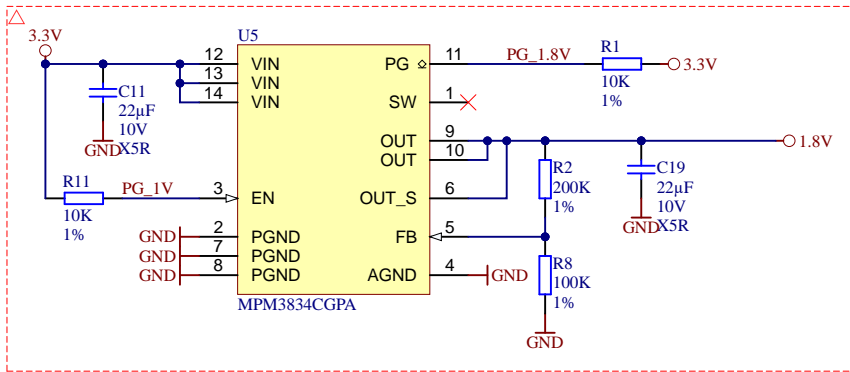 3.3V
U5
12
VIN
13
VIN
14
VIN
C11
22µF
10V
X5R
GND
R11
PG_1V
10K
1%
3
EN
GND
2
PGND
GND
7
PGND
GND
8
PGND
PG
11
PG_1.8V
R1
10K
1%
3.3V
SW
1
OUT
9
OUT
10
1.8V
OUT_S
6
R2
200K
1%
C19
22µF
10V
X5R
GND
FB
5
R8
100K
1%
GND
AGND
4
GND
MPM3834CGPA